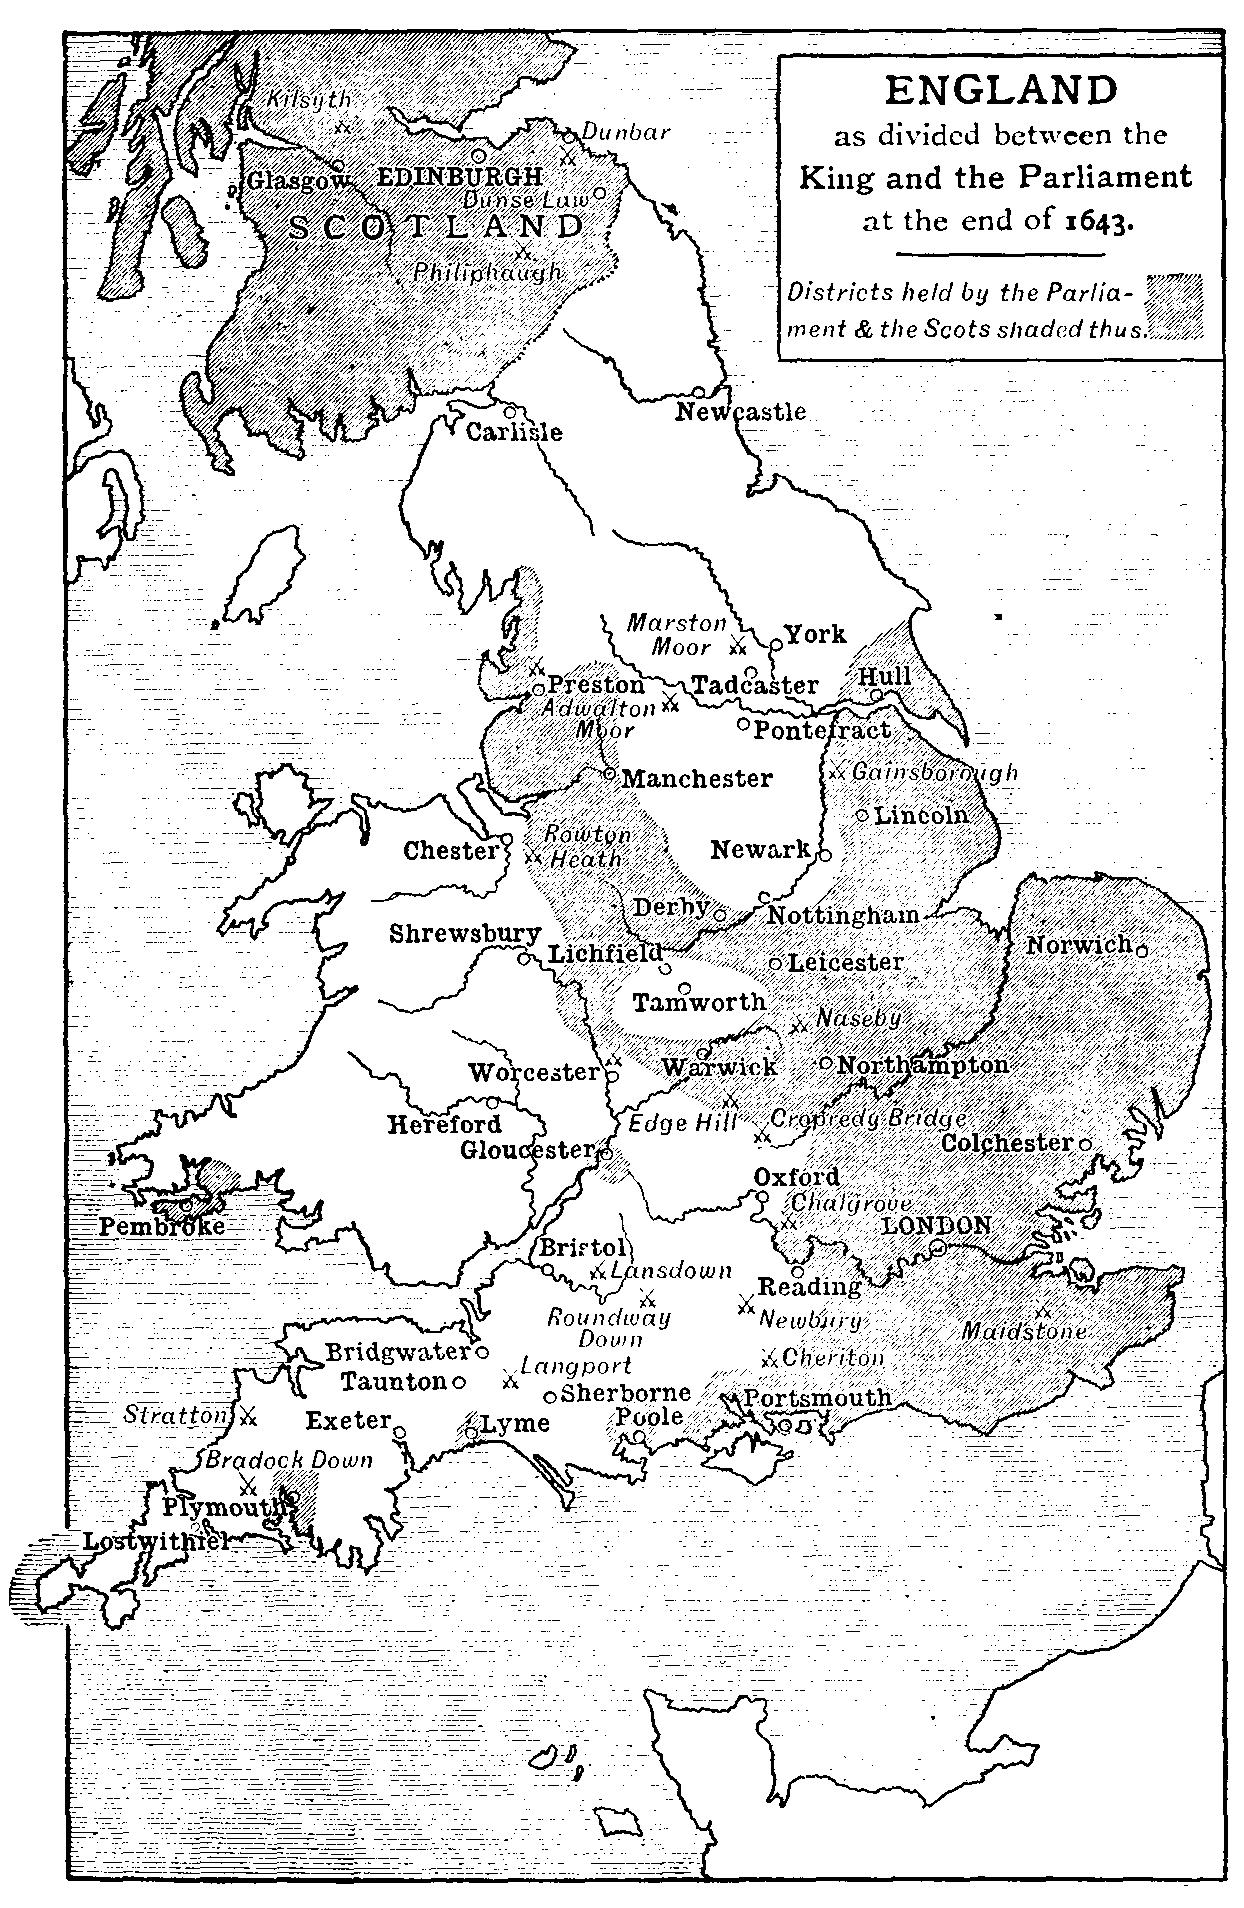 ENGLAND
as divided between the
King and the Parliament
at the end of 1643.
Districts held by the Parlia-
ment & the Scots shaded thus.
Kilsyth
Dunbar
Glasgow
EDINBURGH
Dunse Law
SCOTLAND
Philiphaugh
Newcastle
Carlisle
Marston
Moor
York
Preston
Tadcaster
Hull
Adwalton
Moor
Pontefract
Manchester
Gainsborough
Lincoln
Chester
Rowton
Heath
Newark
Derby
Nottingham
Shrewsbury
Lichfield
Leicester
Norwich
Tamworth
Naseby
Worcester
Warwick
Northampton
Hereford
Edge Hill
Cropredy Bridge
Gloucester
Colchester
Oxford
Chalgrove
Pembroke
LONDON
Bristol
Lansdown
Reading
Roundway
Down
Newbury
Maidstone
Bridgwater
Langport
Cheriton
Taunton
Sherborne
Portsmouth
Stratton
Exeter
Lyme
Poole
Bradock Down
Plymouth
Lostwithiel